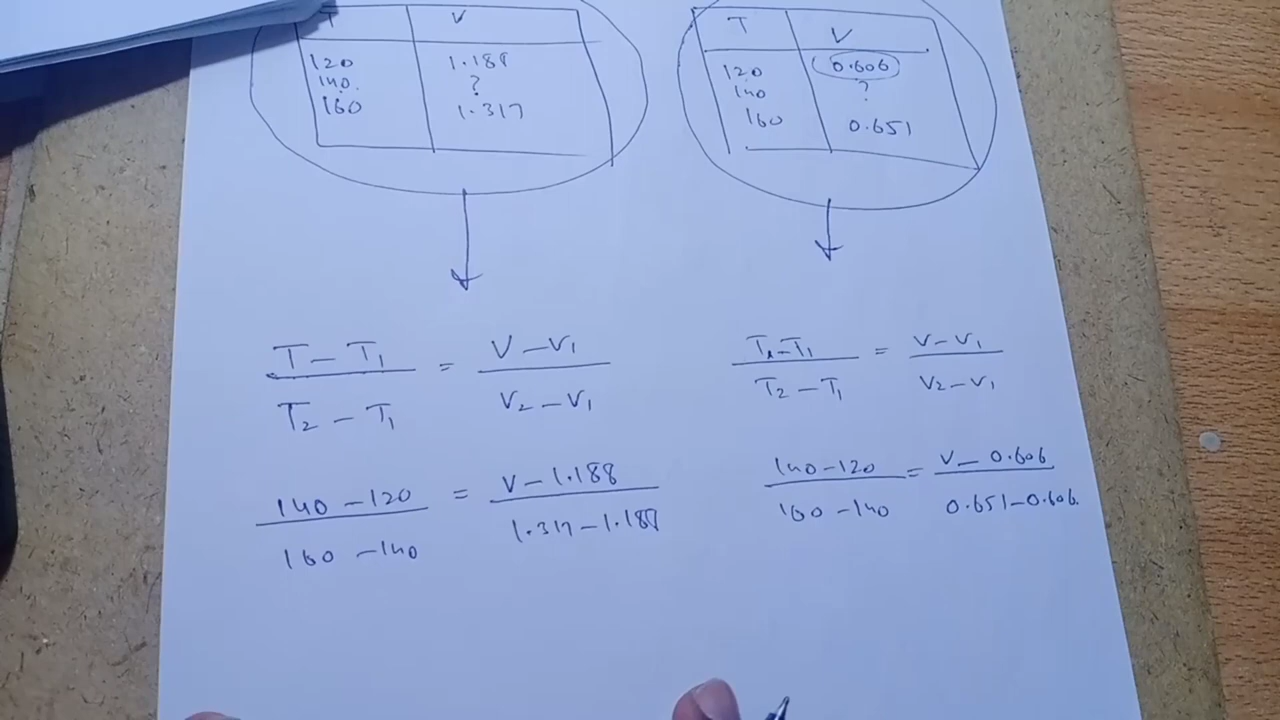 T V
120 1.188
140 ?
160 1.317
T V
120 0.606
140 ?
160 0.651
T - T1 / T2 - T1 = V - V1 / V2 - V1
140 - 120 / 160 - 140 = V - 1.188 / 1.317 - 1.188
T - T1 / T2 - T1 = V - V1 / V2 - V1
140 - 120 / 160 - 140 = V - 0.606 / 0.651 - 0.606